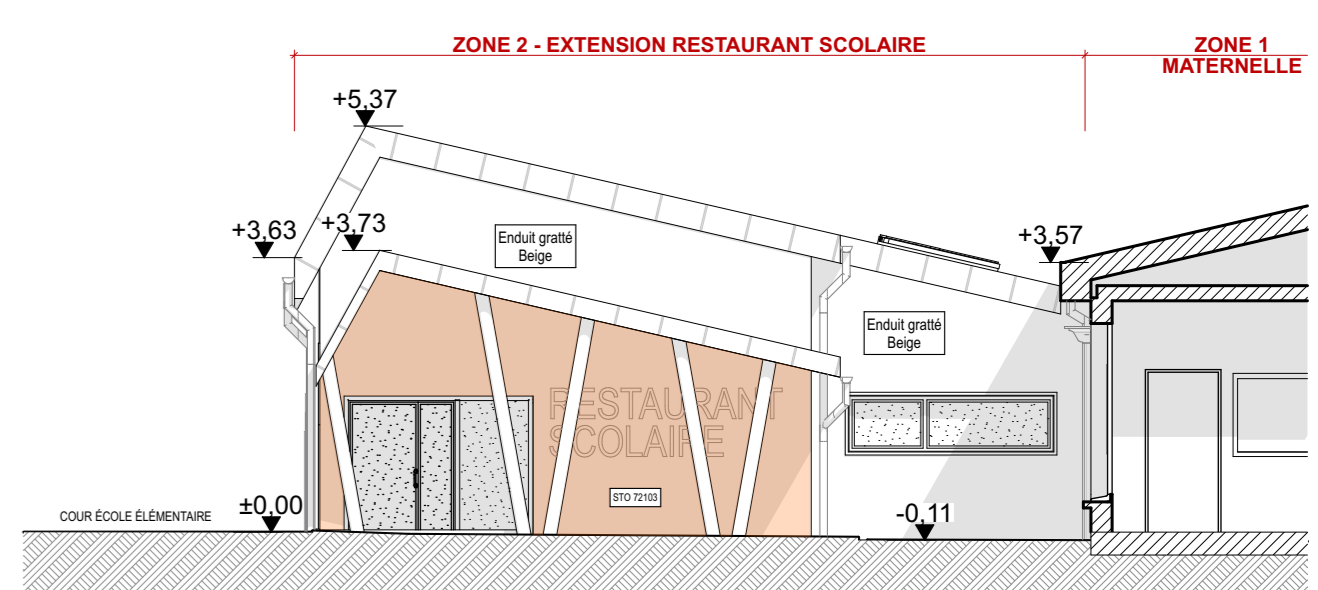 ZONE 2 - EXTENSION RESTAURANT SCOLAIRE
ZONE 1
MATERNELLE
+5,37
+3,63
+3,73
Enduit gratté
Beige
+3,57
Enduit gratté
Beige
RESTAURANT
SCOLAIRE
STO 72103
COUR ÉCOLE ÉLÉMENTAIRE
±0,00
-0,11